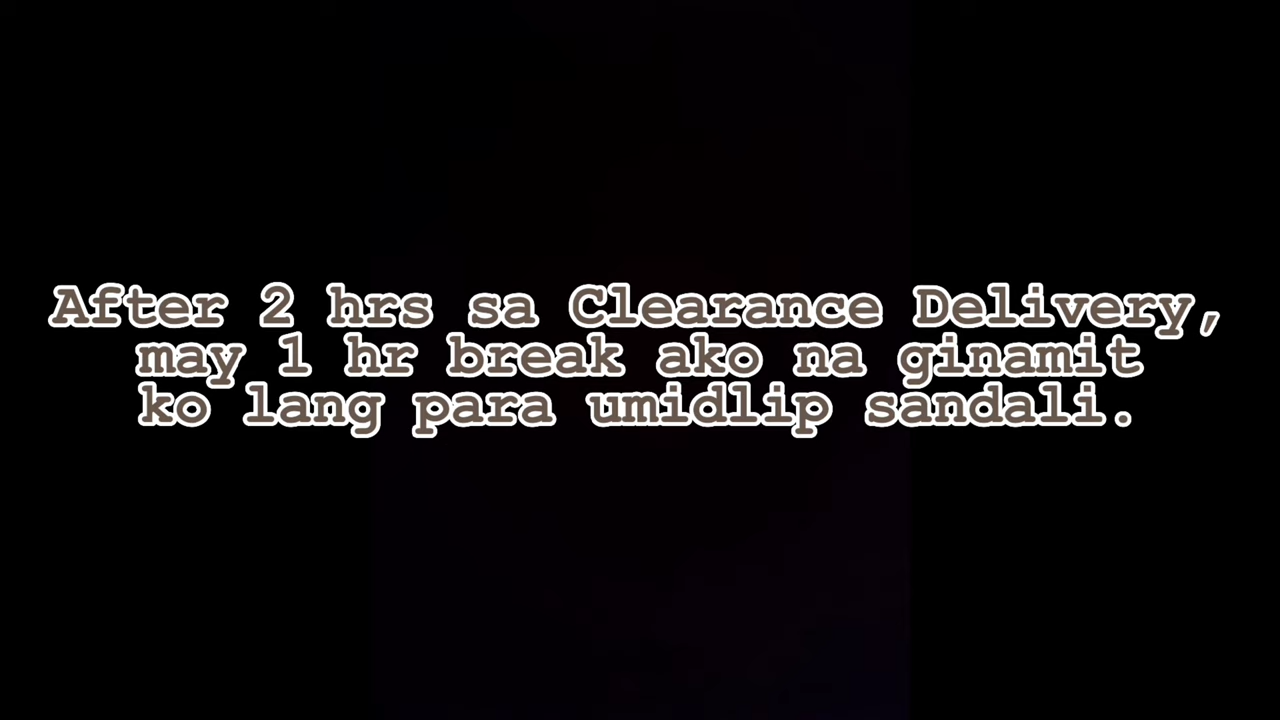 After 2 hrs sa Clearance Delivery,
may 1 hr break ako na ginamit
ko lang para umidlip sandali.